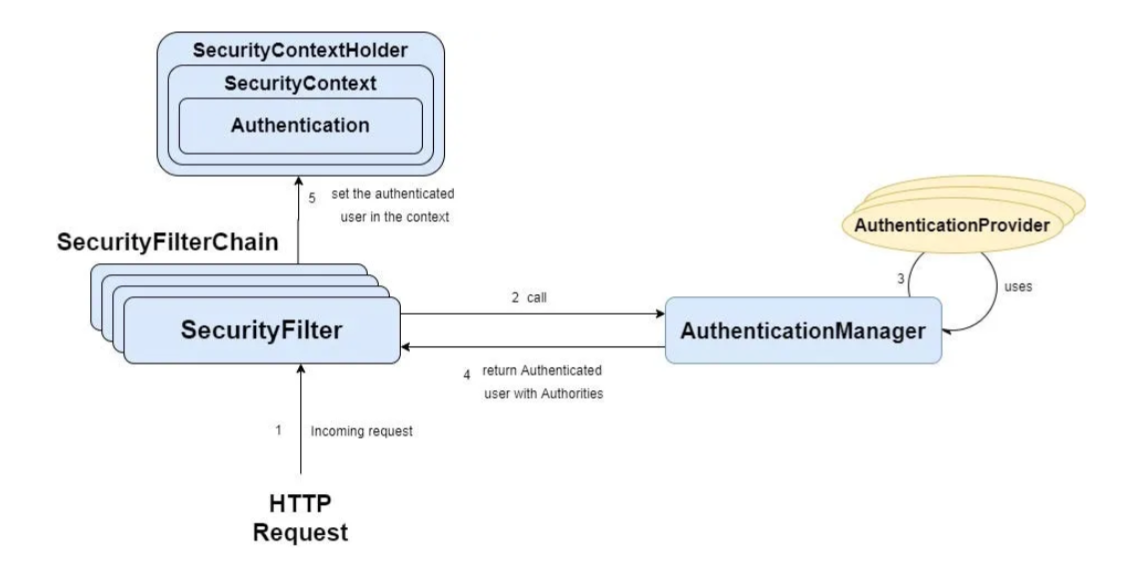 SecurityContextHolder
SecurityContext
Authentication
5 set the authenticated
user in the context
SecurityFilterChain
AuthenticationProvider
3 uses
2 call
SecurityFilter
AuthenticationManager
4 return Authenticated
user with Authorities
1 Incoming request
HTTP
Request